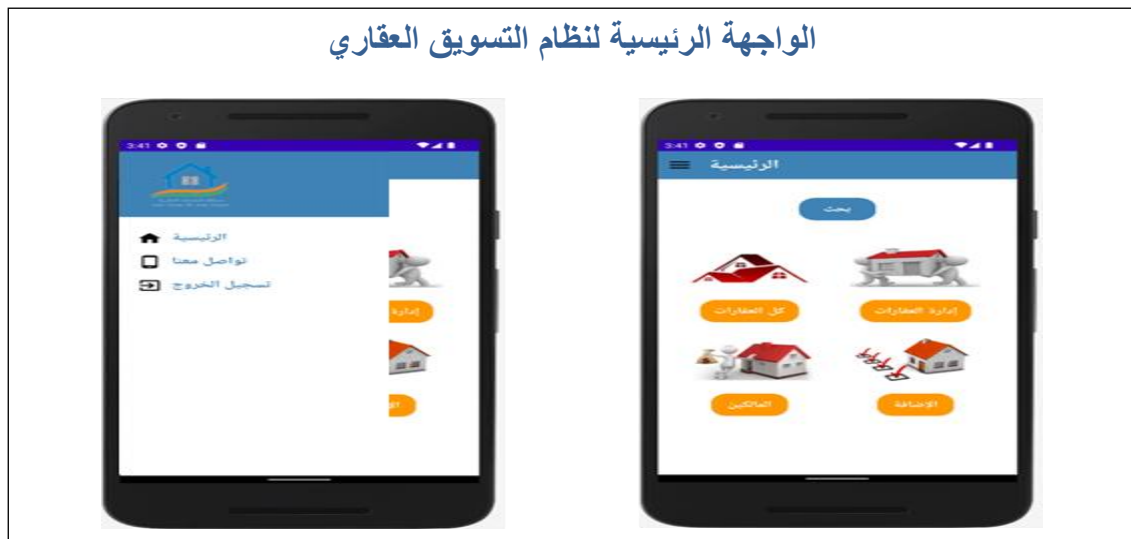 الواجهة الرئيسية لنظام التسويق العقاري
3:41
الرئيسية
بحث
كل العقارات
إدارة العقارات
المالكين
الإضافة
3:41
الرئيسية
تواصل معنا
تسجيل الخروج
إدارة